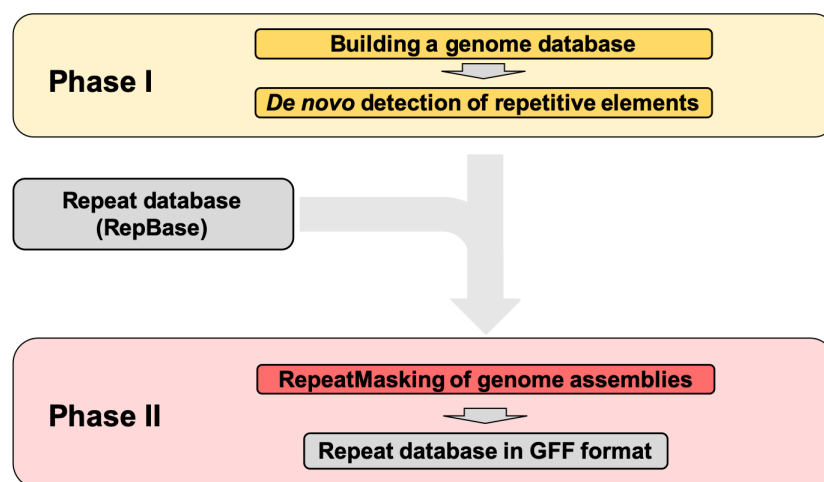 Phase I
Building a genome database
De novo detection of repetitive elements
Repeat database
(RepBase)
Phase II
RepeatMasking of genome assemblies
Repeat database in GFF format